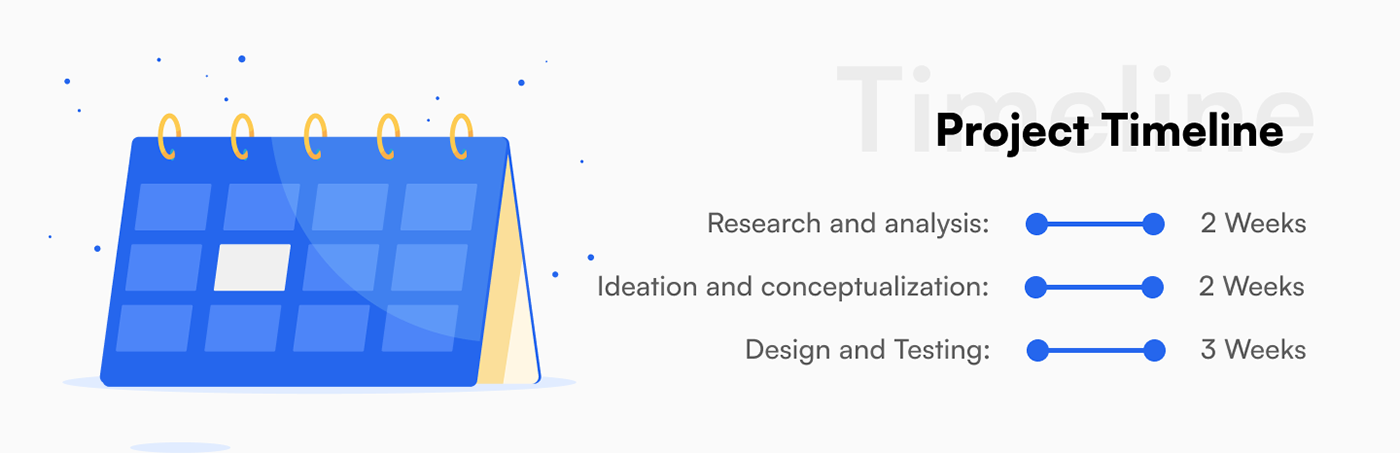 Timeline
Project Timeline
Research and analysis: 2 Weeks
Ideation and conceptualization: 2 Weeks
Design and Testing: 3 Weeks